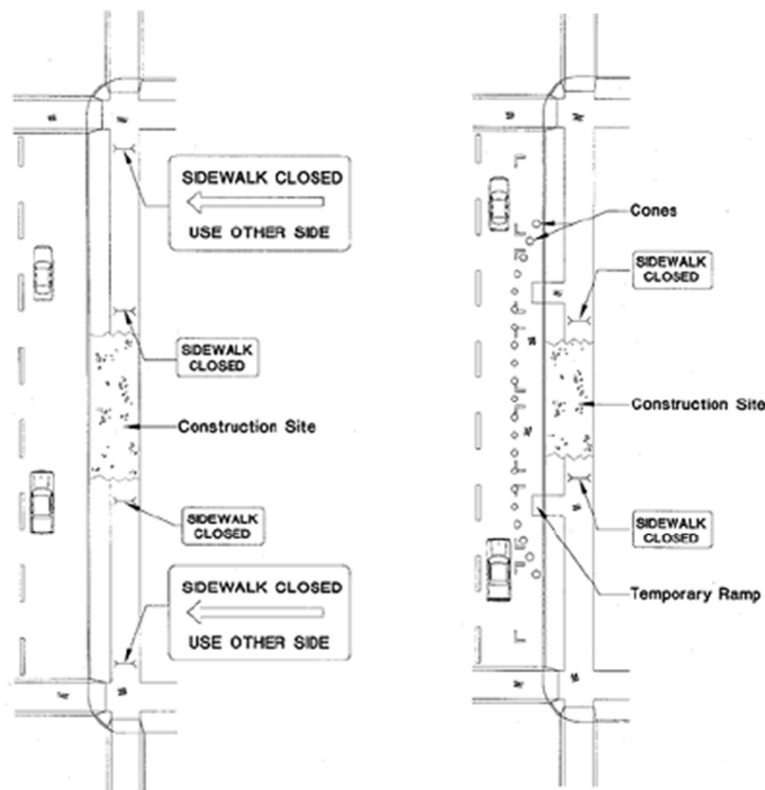 SIDEWALK CLOSED
USE OTHER SIDE
SIDEWALK
CLOSED
Construction Site
SIDEWALK
CLOSED
SIDEWALK CLOSED
USE OTHER SIDE
Cones
SIDEWALK
CLOSED
Construction Site
SIDEWALK
CLOSED
Temporary Ramp